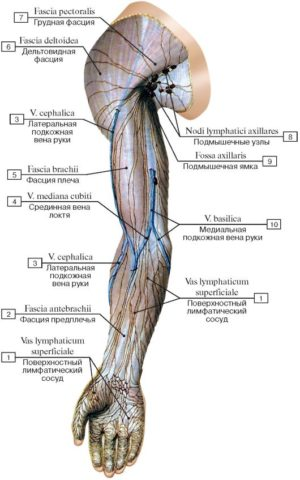 7
Fascia pectoralis
Грудная фасция
6
Fascia deltoidea
Дельтовидная
фасция
3
V. cephalica
Латеральная
подкожная
вена руки
Nodi lymphatici axillares
Подмышечные узлы
8
Fossa axillaris
Подмышечная ямка
9
5
Fascia brachii
Фасция плеча
4
V. mediana cubiti
Срединная вена
локтя
V. basilica
Медиальная
подкожная вена руки
10
3
V. cephalica
Латеральная
подкожная
вена руки
Vas lymphaticum
superficiale
Поверхностный
лимфатический
сосуд
1
2
Fascia antebrachii
Фасция предплечья
1
Vas lymphaticum
superficiale
Поверхностный
лимфатический
сосуд